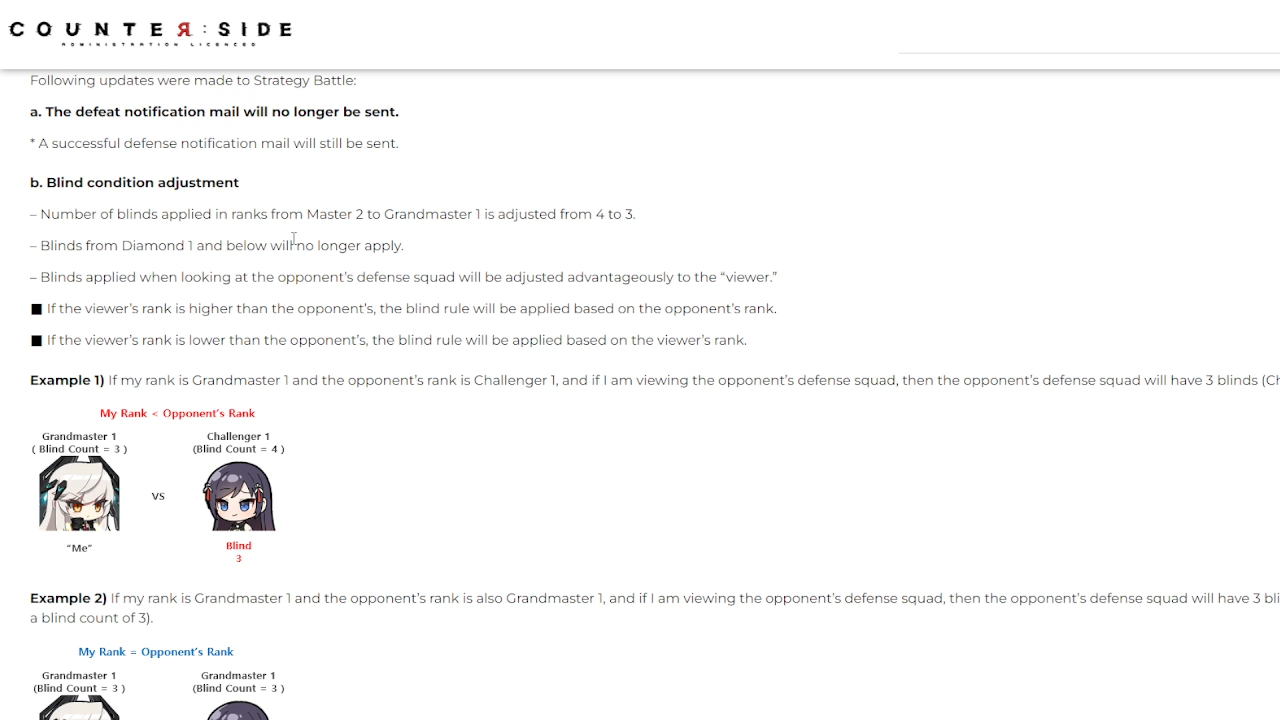 COUNTER:SIDE
ADMINISTRATION LICENCED
Following updates were made to Strategy Battle:
a. The defeat notification mail will no longer be sent.
* A successful defense notification mail will still be sent.
b. Blind condition adjustment
– Number of blinds applied in ranks from Master 2 to Grandmaster 1 is adjusted from 4 to 3.
– Blinds from Diamond 1 and below will no longer apply.
– Blinds applied when looking at the opponent’s defense squad will be adjusted advantageously to the “viewer.”
■ If the viewer’s rank is higher than the opponent’s, the blind rule will be applied based on the opponent’s rank.
■ If the viewer’s rank is lower than the opponent’s, the blind rule will be applied based on the viewer’s rank.
Example 1) If my rank is Grandmaster 1 and the opponent’s rank is Challenger 1, and if I am viewing the opponent’s defense squad, then the opponent’s defense squad will have 3 blinds (Ch
My Rank < Opponent’s Rank
Grandmaster 1 Challenger 1
( Blind Count = 3 ) (Blind Count = 4 )
VS
“Me” Blind
3
Example 2) If my rank is Grandmaster 1 and the opponent’s rank is also Grandmaster 1, and if I am viewing the opponent’s defense squad, then the opponent’s defense squad will have 3 bli
a blind count of 3).
My Rank = Opponent’s Rank
Grandmaster 1 Grandmaster 1
(Blind Count = 3 ) (Blind Count = 3 )